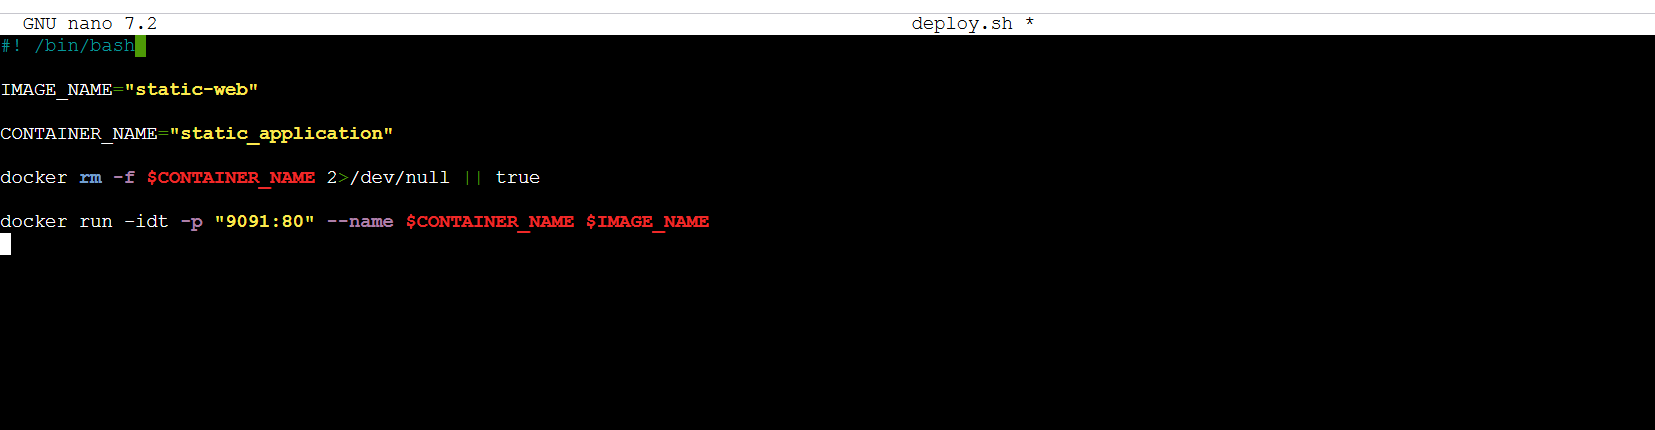 GNU nano 7.2 deploy.sh *
#! /bin/bash
IMAGE_NAME="static-web"
CONTAINER_NAME="static_application"
docker rm -f $CONTAINER_NAME 2>/dev/null || true
docker run -idt -p "9091:80" --name $CONTAINER_NAME $IMAGE_NAME